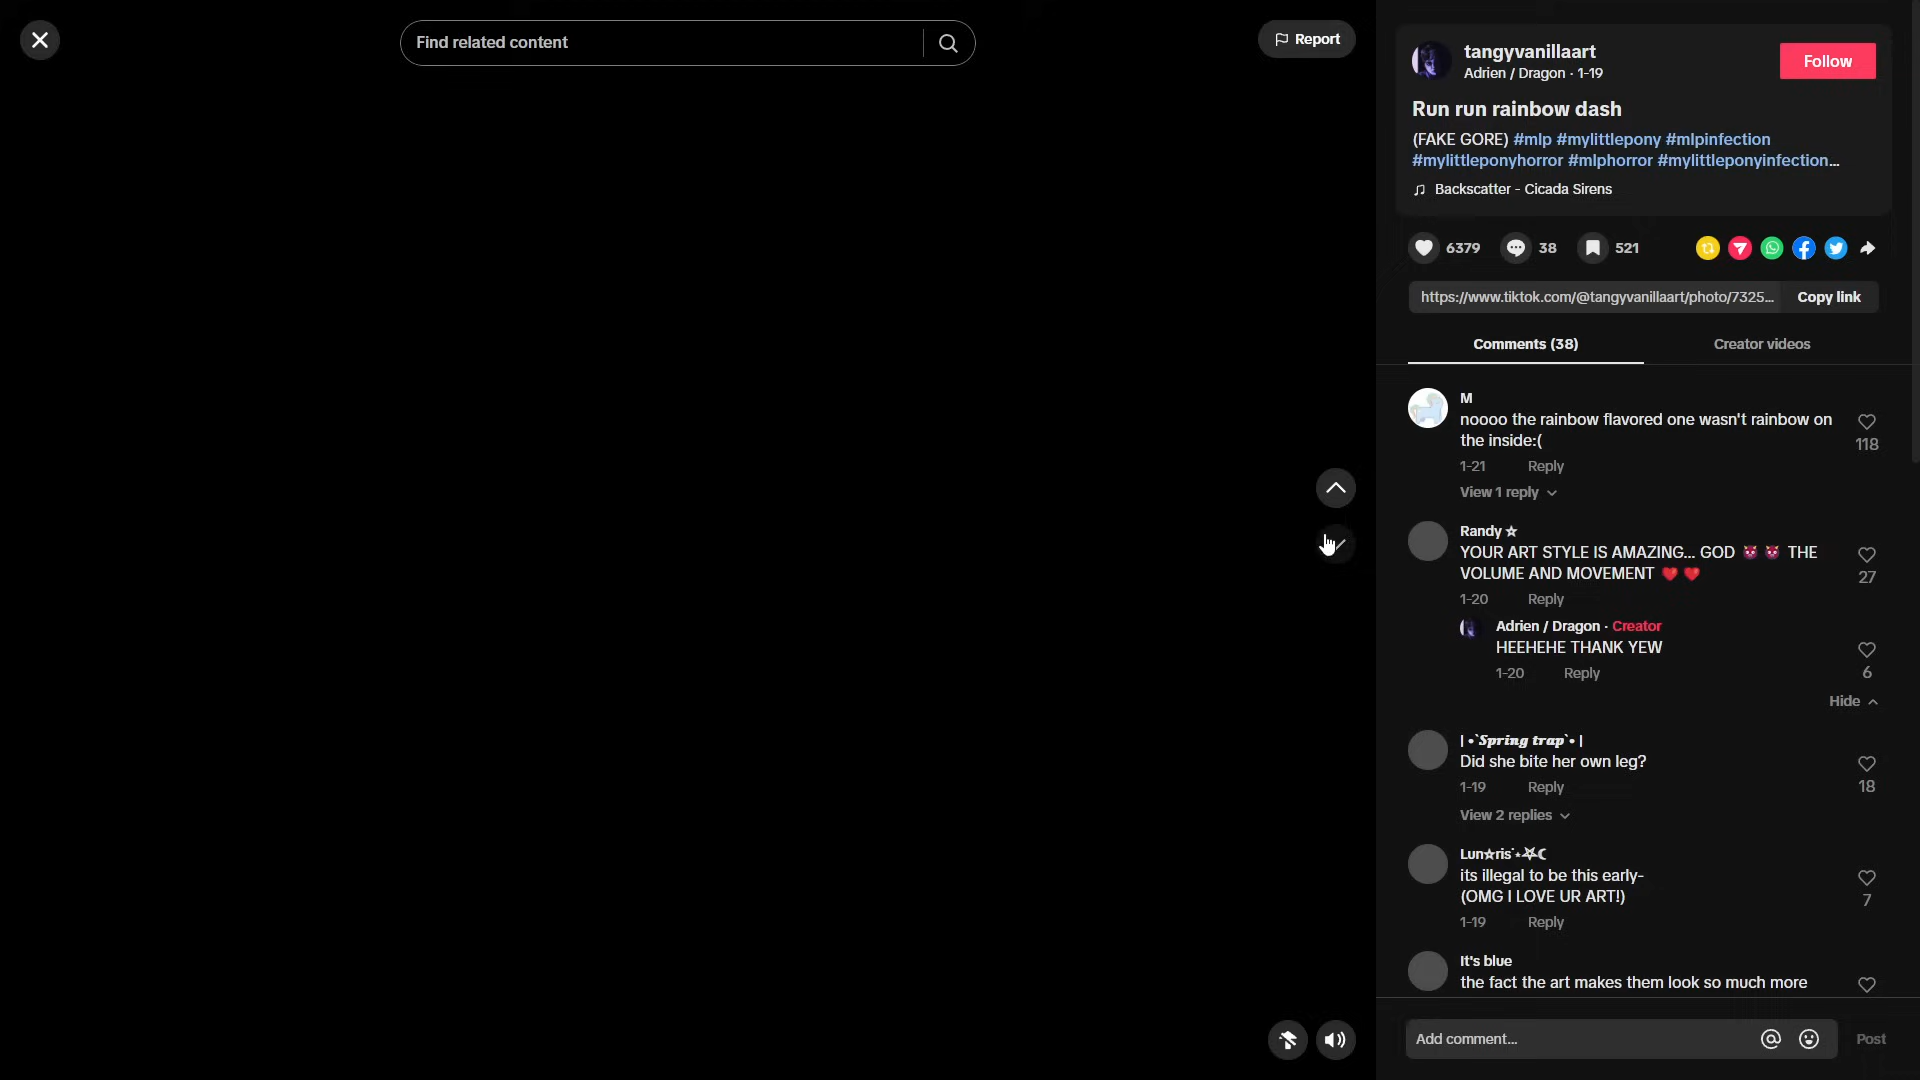 Find related content
Report
tangyvanillaart
Adrien / Dragon · 1-19
Follow
Run run rainbow dash
(FAKE GORE) #mlp #mylittlepony #mlpinfection
#mylittleponyhorror #mlphorror #mylittleponyinfection...
Backscatter - Cicada Sirens
6379
38
521
https://www.tiktok.com/@tangyvanillaart/photo/7325...
Copy link
Comments (38)
Creator videos
M
noooo the rainbow flavored one wasn't rainbow on
the inside:(
118
1-21 Reply
View 1 reply
Randy ☆
YOUR ART STYLE IS AMAZING... GOD 👿 👿 THE
VOLUME AND MOVEMENT ❤️ ❤️
27
1-20 Reply
Adrien / Dragon · Creator
HEEHEHE THANK YEW
1-20 Reply
6
Hide
| •`𝑺𝒑𝒓𝒊𝒏𝒈 𝒕𝒓𝒂𝒑`• |
Did she bite her own leg?
18
1-19 Reply
View 2 replies
Lun☆ris˙⋆⛧☾
its illegal to be this early-
(OMG I LOVE UR ART!)
7
1-19 Reply
It's blue
the fact the art makes them look so much more
Add comment...
Post